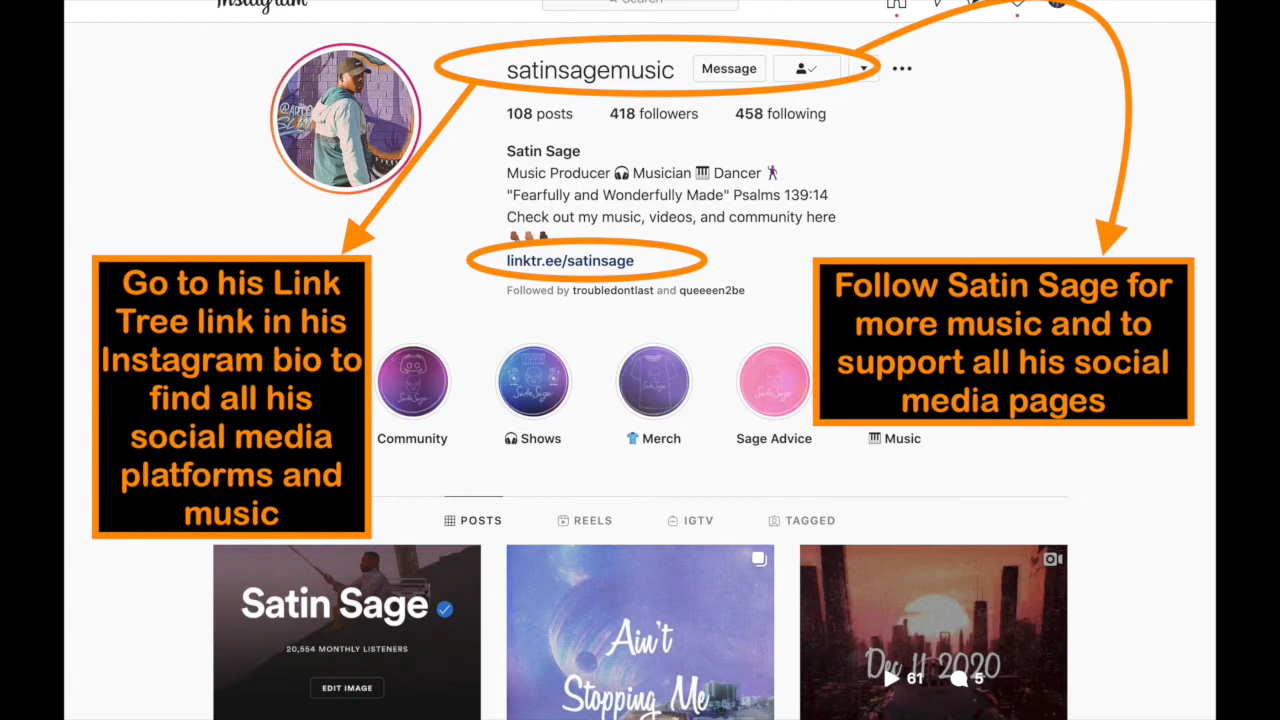 Instagram
Search
satinsagemusic Message
108 posts 418 followers 458 following
Satin Sage
Music Producer 🎧 Musician 🎹 Dancer 🕺
"Fearfully and Wonderfully Made" Psalms 139:14
Check out my music, videos, and community here
linktr.ee/satinsage
Followed by troubledontlast and queeeen2be
Go to his Link
Tree link in his
Instagram bio to
find all his
social media
platforms and
music
Follow Satin Sage for
more music and to
support all his social
media pages
Community 🎧 Shows 👕 Merch Sage Advice 🎹 Music
POSTS REELS IGTV TAGGED
Satin Sage
20,554 MONTHLY LISTENERS
EDIT IMAGE
Ain't
Stopping Me
Dec 11 2020
61 5